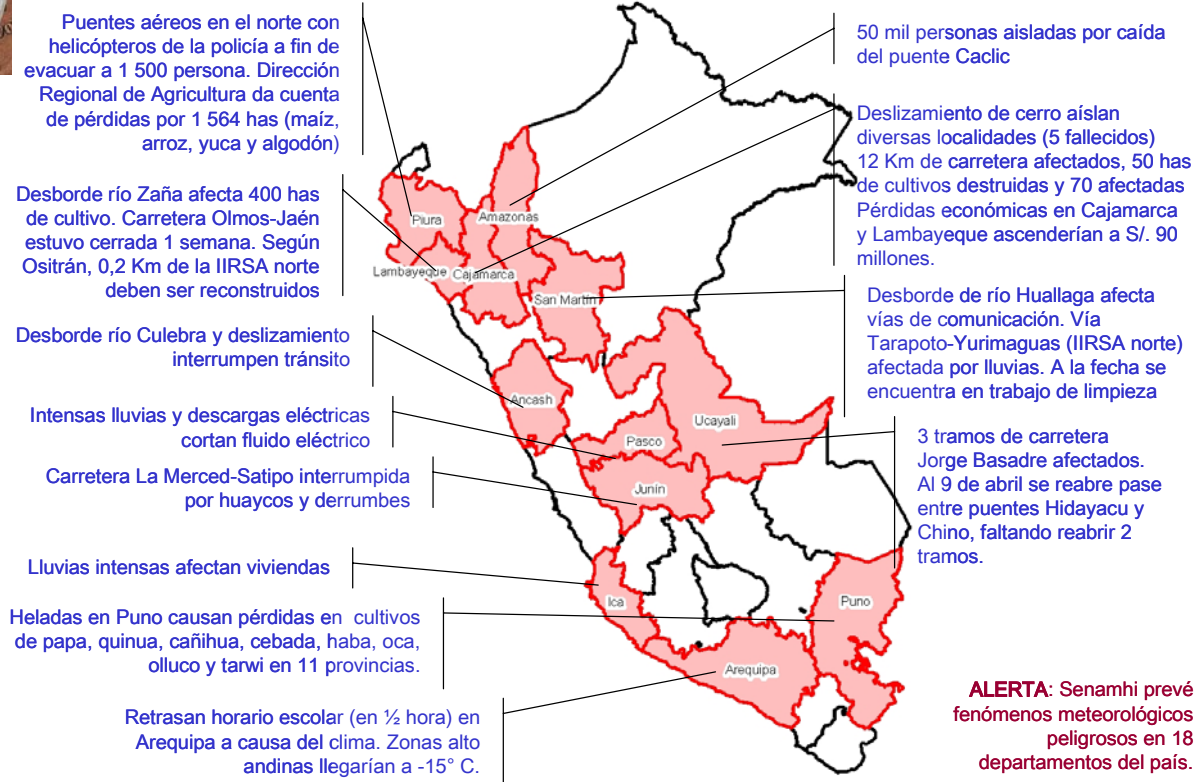 Puentes aéreos en el norte con
helicópteros de la policía a fin de
evacuar a 1 500 persona. Dirección
Regional de Agricultura da cuenta
de pérdidas por 1 564 has (maíz,
arroz, yuca y algodón)
Desborde río Zaña afecta 400 has
de cultivo. Carretera Olmos-Jaén
estuvo cerrada 1 semana. Según
Ositrán, 0,2 Km de la IIRSA norte
deben ser reconstruidos
Desborde río Culebra y deslizamiento
interrumpen tránsito
Intensas lluvias y descargas eléctricas
cortan fluido eléctrico
Carretera La Merced-Satipo interrumpida
por huaycos y derrumbes
Lluvias intensas afectan viviendas
Heladas en Puno causan pérdidas en cultivos
de papa, quinua, cañihua, cebada, haba, oca,
olluco y tarwi en 11 provincias.
Retrasan horario escolar (en ½ hora) en
Arequipa a causa del clima. Zonas alto
andinas llegarían a -15° C.
Piura
Amazonas
Lambayeque
Cajamarca
San Martín
Ancash
Ucayali
Pasco
Junín
Ica
Puno
Arequipa
50 mil personas aisladas por caída
del puente Caclic
Deslizamiento de cerro aíslan
diversas localidades (5 fallecidos)
12 Km de carretera afectados, 50 has
de cultivos destruidas y 70 afectadas
Pérdidas económicas en Cajamarca
y Lambayeque ascenderían a S/. 90
millones.
Desborde de río Huallaga afecta
vías de comunicación. Vía
Tarapoto-Yurimaguas (IIRSA norte)
afectada por lluvias. A la fecha se
encuentra en trabajo de limpieza
3 tramos de carretera
Jorge Basadre afectados.
Al 9 de abril se reabre pase
entre puentes Hidayacu y
Chino, faltando reabrir 2
tramos.
ALERTA: Senamhi prevé
fenómenos meteorológicos
peligrosos en 18
departamentos del país.